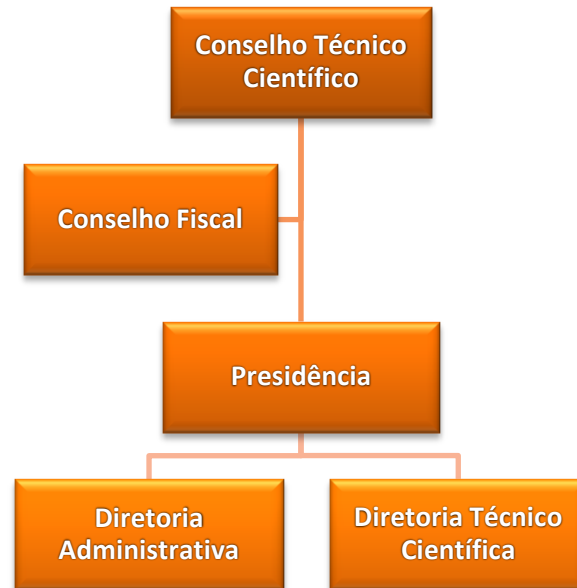 Conselho Técnico
Científico
Conselho Fiscal
Presidência
Diretoria
Administrativa
Diretoria Técnico
Científica